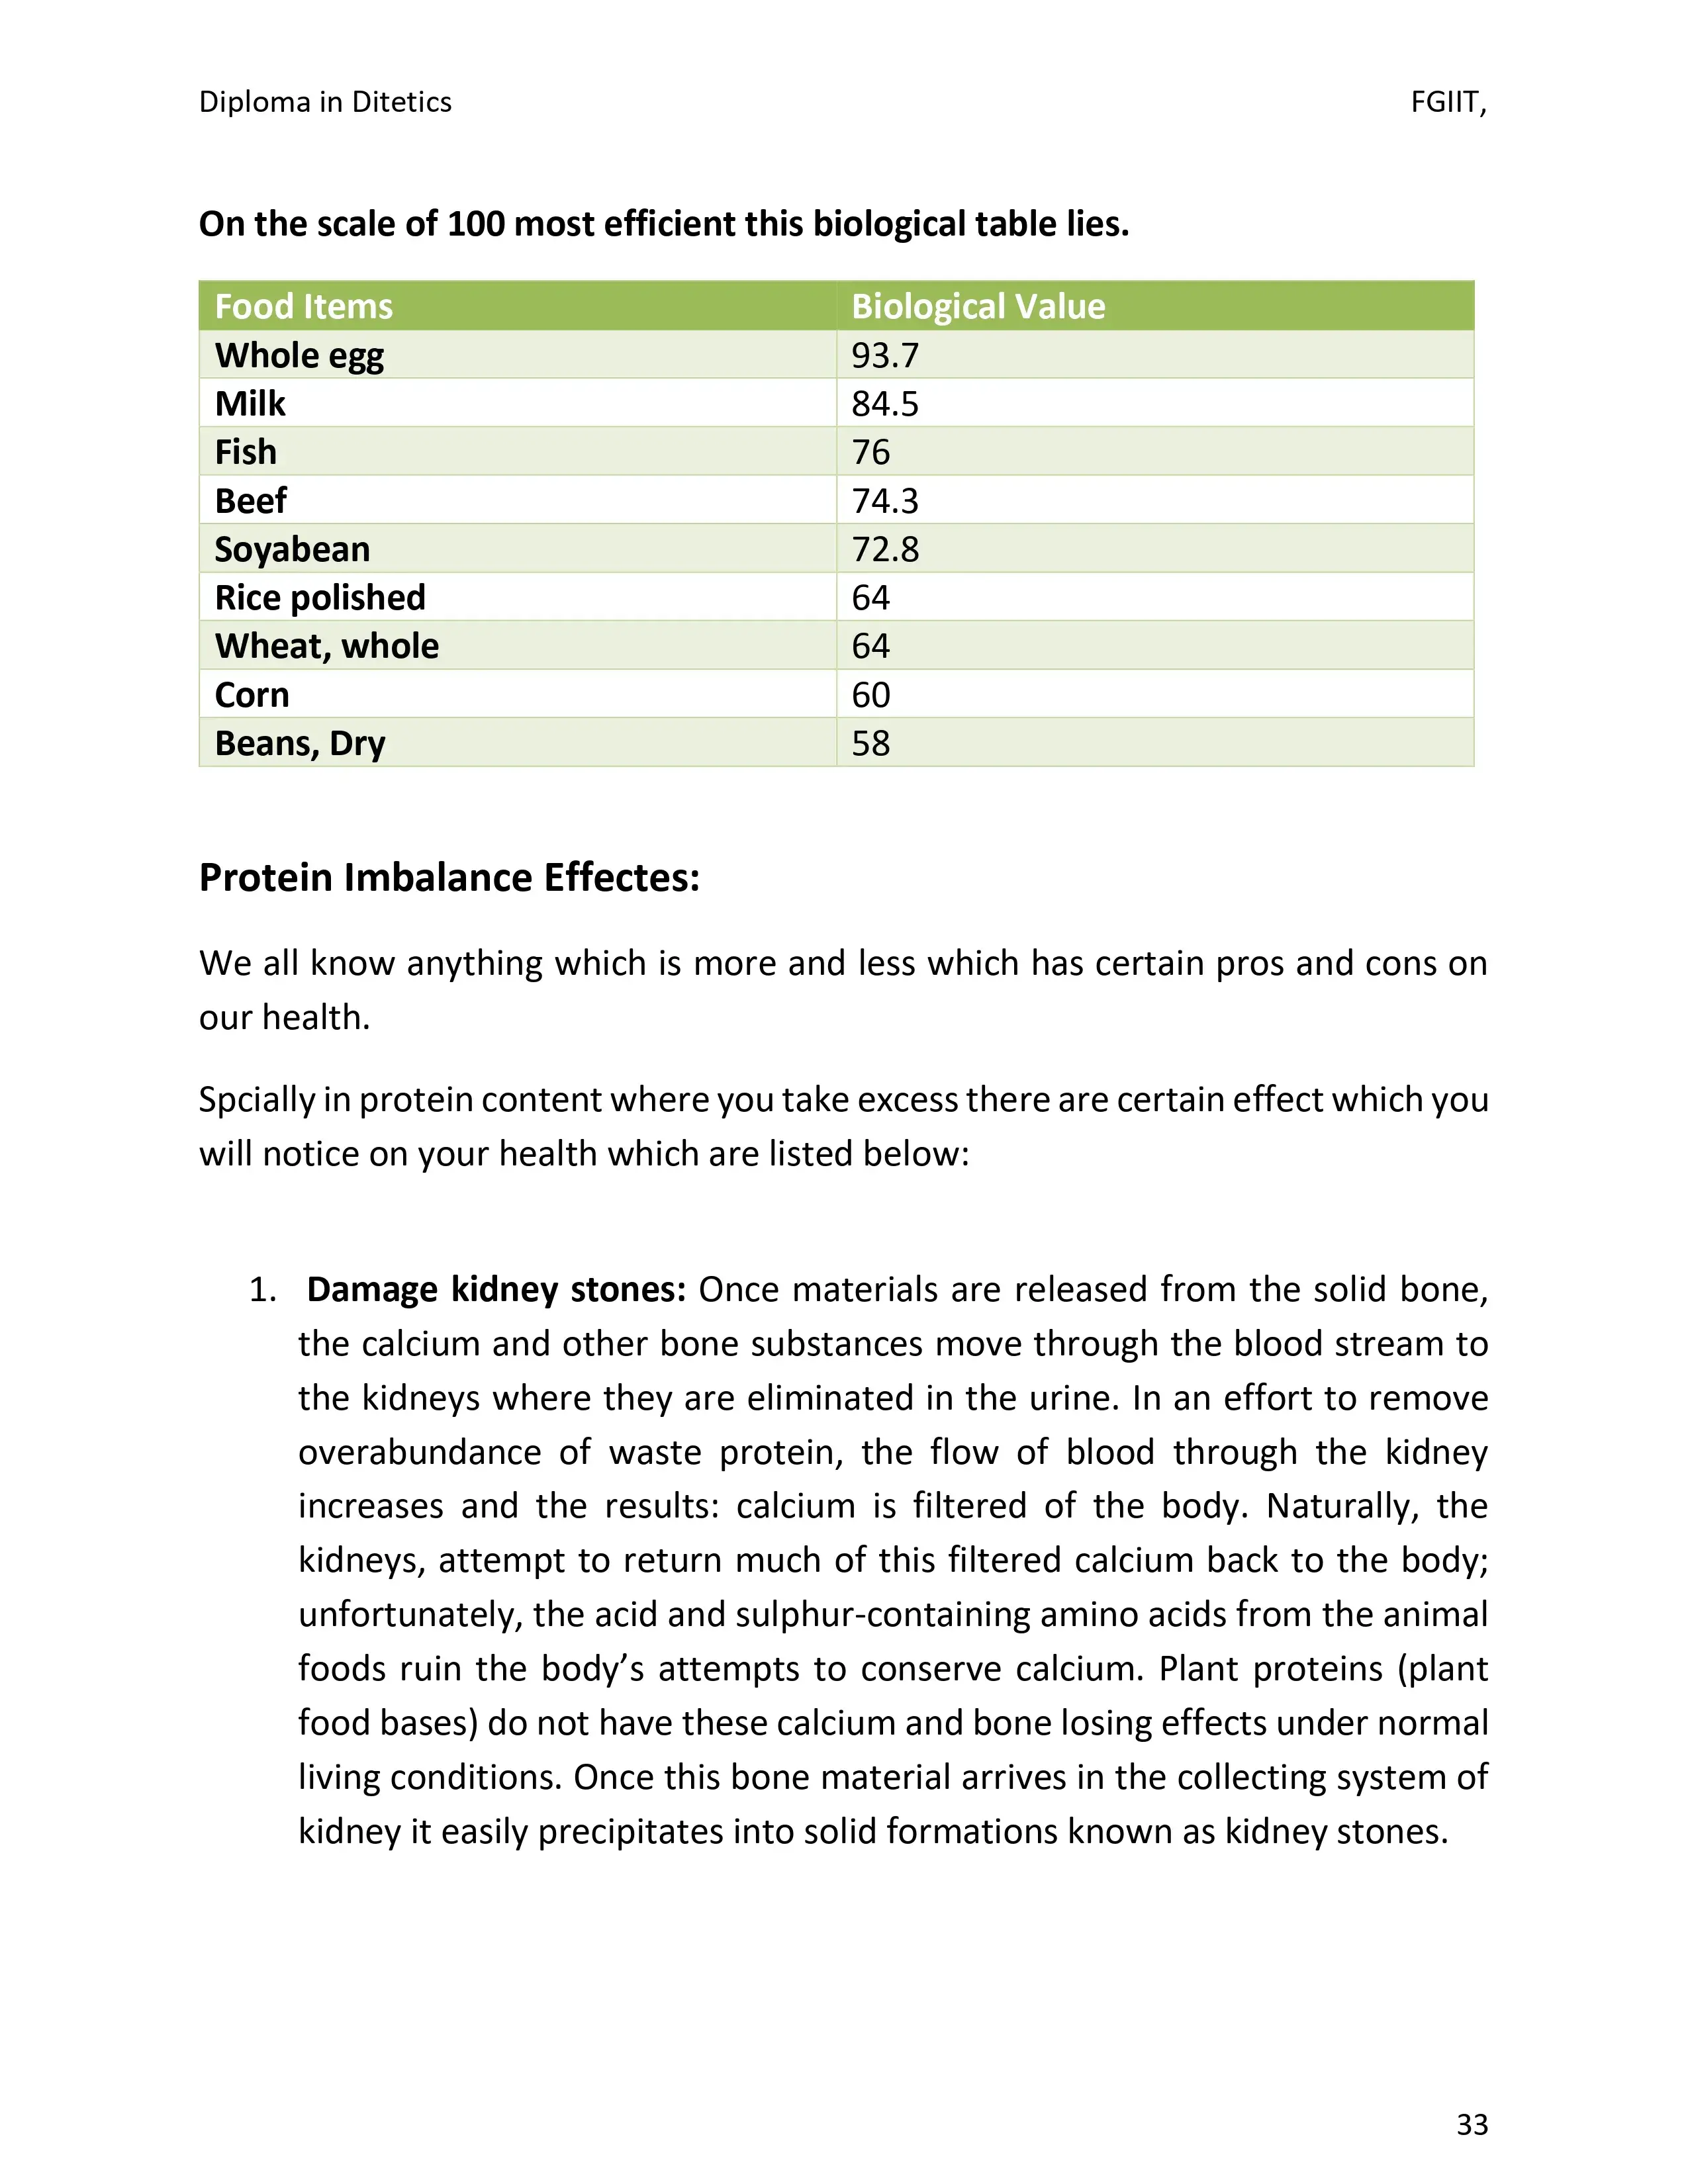 Diploma in Ditetics FGIIT,
On the scale of 100 most efficient this biological table lies.
Food Items Biological Value
Whole egg 93.7
Milk 84.5
Fish 76
Beef 74.3
Soyabean 72.8
Rice polished 64
Wheat, whole 64
Corn 60
Beans, Dry 58
Protein Imbalance Effectes:
We all know anything which is more and less which has certain pros and cons on
our health.
Spcially in protein content where you take excess there are certain effect which you
will notice on your health which are listed below:
1. Damage kidney stones: Once materials are released from the solid bone,
the calcium and other bone substances move through the blood stream to
the kidneys where they are eliminated in the urine. In an effort to remove
overabundance of waste protein, the flow of blood through the kidney
increases and the results: calcium is filtered of the body. Naturally, the
kidneys, attempt to return much of this filtered calcium back to the body;
unfortunately, the acid and sulphur-containing amino acids from the animal
foods ruin the body’s attempts to conserve calcium. Plant proteins (plant
food bases) do not have these calcium and bone losing effects under normal
living conditions. Once this bone material arrives in the collecting system of
kidney it easily precipitates into solid formations known as kidney stones.
33